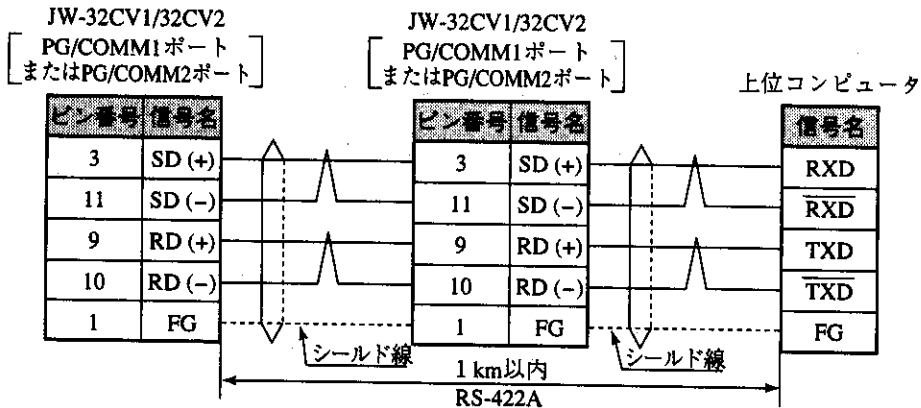 JW-32CV1/32CV2
PG/COMM1ポート
またはPG/COMM2ポート
JW-32CV1/32CV2
PG/COMM1ポート
またはPG/COMM2ポート
上位コンピュータ
ピン番号 信号名
3 SD (+)
11 SD (−)
9 RD (+)
10 RD (−)
1 FG
ピン番号 信号名
3 SD (+)
11 SD (−)
9 RD (+)
10 RD (−)
1 FG
信号名
RXD
R̅X̅D̅
TXD
T̅X̅D̅
FG
シールド線
シールド線
1 km以内
RS-422A